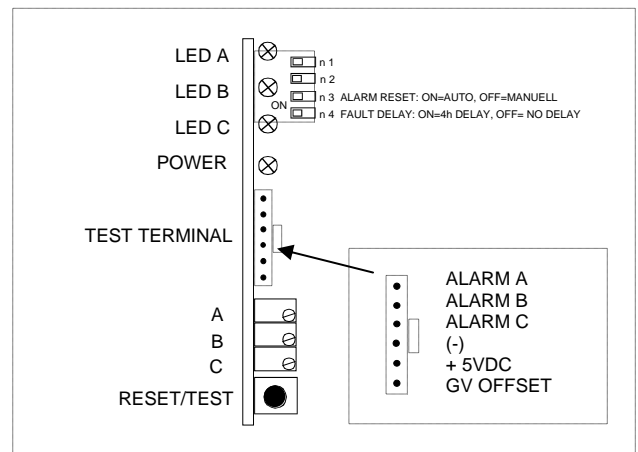 LED A
n 1
n 2
LED B
ON
n 3 ALARM RESET: ON=AUTO, OFF=MANUELL
n 4 FAULT DELAY: ON=4h DELAY, OFF= NO DELAY
LED C
POWER
TEST TERMINAL
A
B
C
RESET/TEST
ALARM A
ALARM B
ALARM C
(-)
+ 5VDC
GV OFFSET